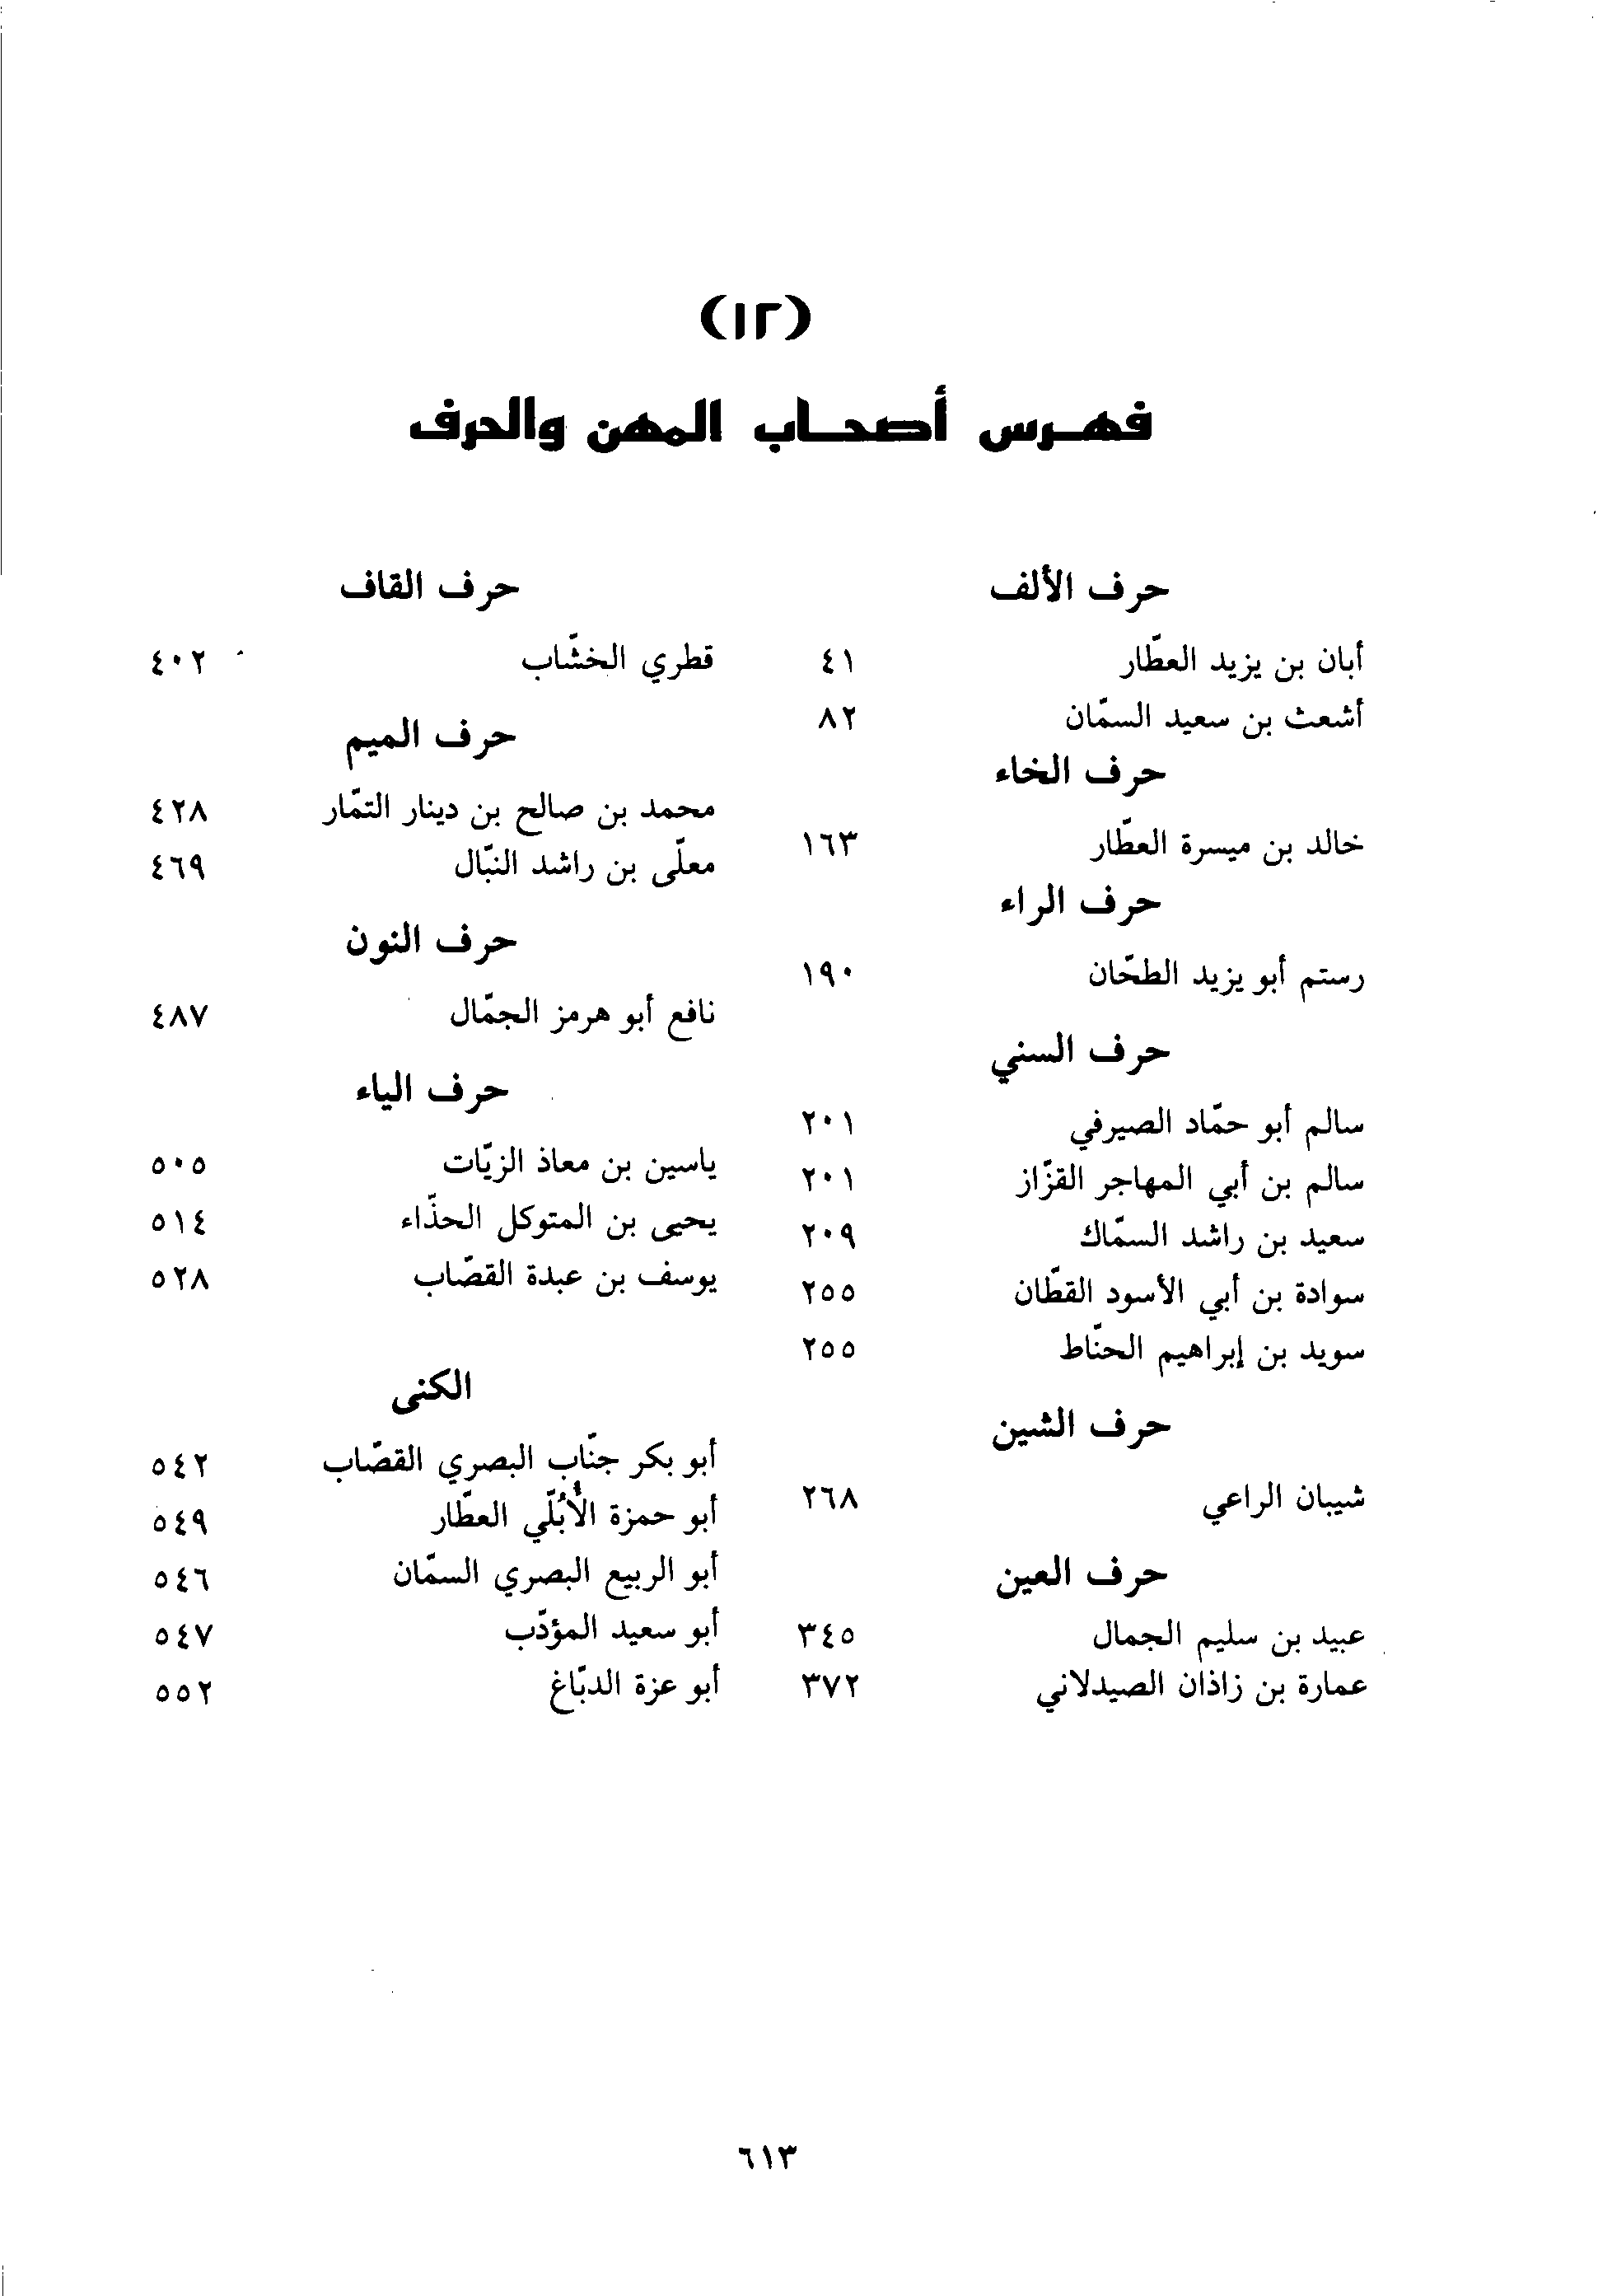 (١٢)
فهرس أصحاب المهن والحرف
حرف الألف
أبان بن يزيد العطّار ٤١
أشعث بن سعيد السمّان ٨٢
حرف الخاء
خالد بن ميسرة العطّار ١٦٣
حرف الراء
رستم أبو يزيد الطحّان ١٩٠
حرف السني
سالم أبو حمّاد الصيرفي ٢٠١
سالم بن أبي المهاجر القزّاز ٢٠١
سعيد بن راشد السمّاك ٢٠٩
سوادة بن أبي الأسود القطّان ٢٥٥
سويد بن إبراهيم الحنّاط ٢٥٥
حرف الشين
شيبان الراعي ٢٦٨
حرف العين
عبيد بن سليم الجمال ٣٤٥
عمارة بن زاذان الصيدلاني ٣٧٢
حرف القاف
قطري الخشّاب ٤٠٢
حرف الميم
محمد بن صالح بن دينار التمّار ٤٢٨
معلّى بن راشد النبّال ٤٦٩
حرف النون
نافع أبو هرمز الجمّال ٤٨٧
حرف الياء
ياسين بن معاذ الزيّات ٥٠٥
يحيى بن المتوكل الحذّاء ٥١٤
يوسف بن عبدة القصّاب ٥٢٨
الكنى
أبو بكر جنّاب البصري القصّاب ٥٤٢
أبو حمزة الأُبُلّي العطّار ٥٤٩
أبو الربيع البصري السمّان ٥٤٦
أبو سعيد المؤدّب ٥٤٧
أبو عزة الدبّاغ ٥٥٢
٦١٣